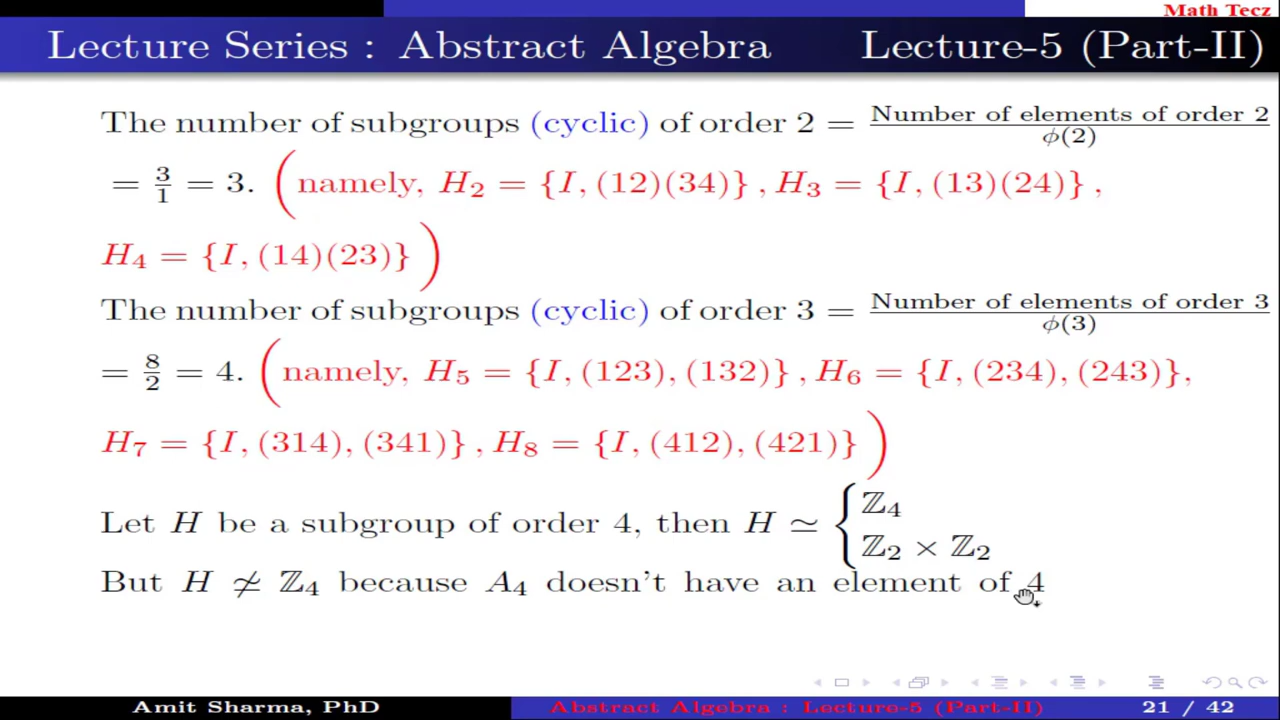 Math Tecz
Lecture Series : Abstract Algebra Lecture-5 (Part-II)
The number of subgroups (cyclic) of order 2 = Number of elements of order 2 / ϕ(2)
= 3/1 = 3. (namely, H₂ = {I, (12)(34)} , H₃ = {I, (13)(24)} ,
H₄ = {I, (14)(23)})
The number of subgroups (cyclic) of order 3 = Number of elements of order 3 / ϕ(3)
= 8/2 = 4. (namely, H₅ = {I, (123), (132)} , H₆ = {I, (234), (243)},
H₇ = {I, (314), (341)} , H₈ = {I, (412), (421)})
Let H be a subgroup of order 4, then H ≃ { ℤ₄
ℤ₂ × ℤ₂
But H ≄ ℤ₄ because A₄ doesn't have an element of 4
Amit Sharma, PhD Abstract Algebra : Lecture-5 (Part-II) 21 / 42